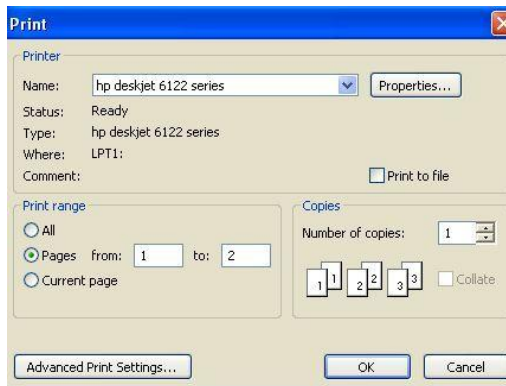 Print
Printer
Name: hp deskjet 6122 series Properties...
Status: Ready
Type: hp deskjet 6122 series
Where: LPT1:
Comment: Print to file
Print range
All
Pages from: 1 to: 2
Current page
Copies
Number of copies: 1
1 1 2 2 3 3 Collate
Advanced Print Settings... OK Cancel